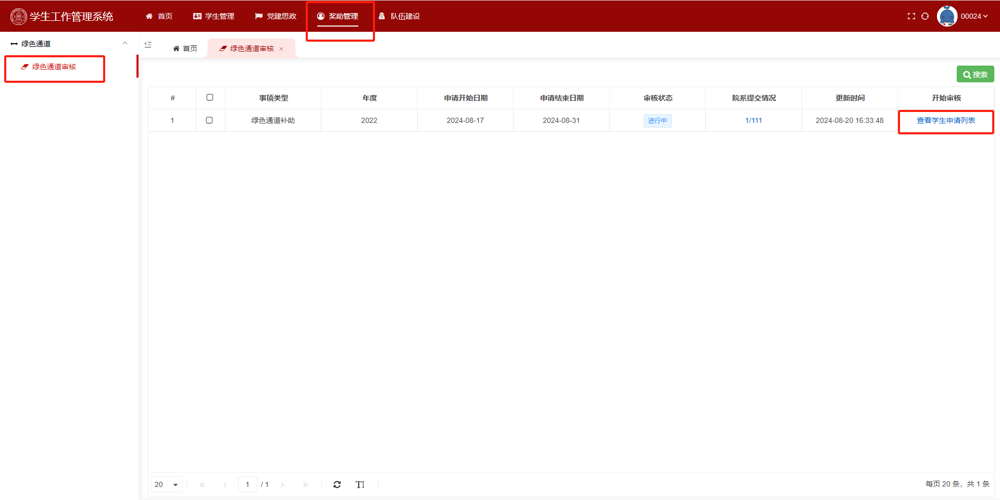 学生工作管理系统
首页
学生管理
党建思政
奖助管理
队伍建设
00024
绿色通道
绿色通道审核
首页
绿色通道审核 ×
搜索
# 事项类型 年度 申请开始日期 申请结束日期 审核状态 院系提交情况 更新时间 开始审核
1 绿色通道补助 2022 2024-08-17 2024-08-31 进行中 1/111 2024-08-20 16:33:48 查看学生申请列表
20 « ‹ 1 / 1 › » T
每页 20 条，共 1 条